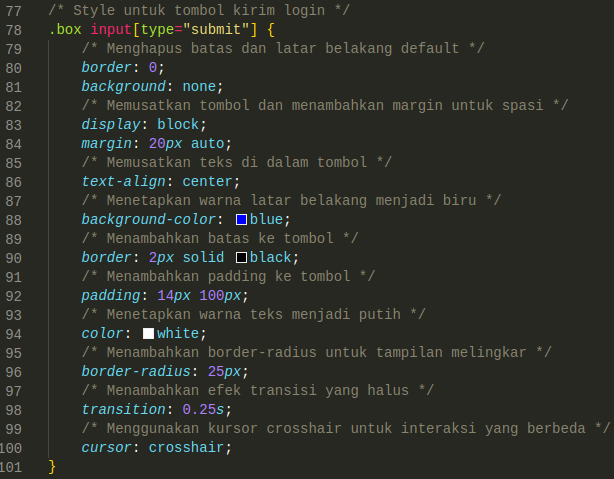 77 /* Style untuk tombol kirim login */
78 .box input[type="submit"] {
79     /* Menghapus batas dan latar belakang default */
80     border: 0;
81     background: none;
82     /* Memusatkan tombol dan menambahkan margin untuk spasi */
83     display: block;
84     margin: 20px auto;
85     /* Memusatkan teks di dalam tombol */
86     text-align: center;
87     /* Menetapkan warna latar belakang menjadi biru */
88     background-color: blue;
89     /* Menambahkan batas ke tombol */
90     border: 2px solid black;
91     /* Menambahkan padding ke tombol */
92     padding: 14px 100px;
93     /* Menetapkan warna teks menjadi putih */
94     color: white;
95     /* Menambahkan border-radius untuk tampilan melingkar */
96     border-radius: 25px;
97     /* Menambahkan efek transisi yang halus */
98     transition: 0.25s;
99     /* Menggunakan kursor crosshair untuk interaksi yang berbeda */
100     cursor: crosshair;
101 }